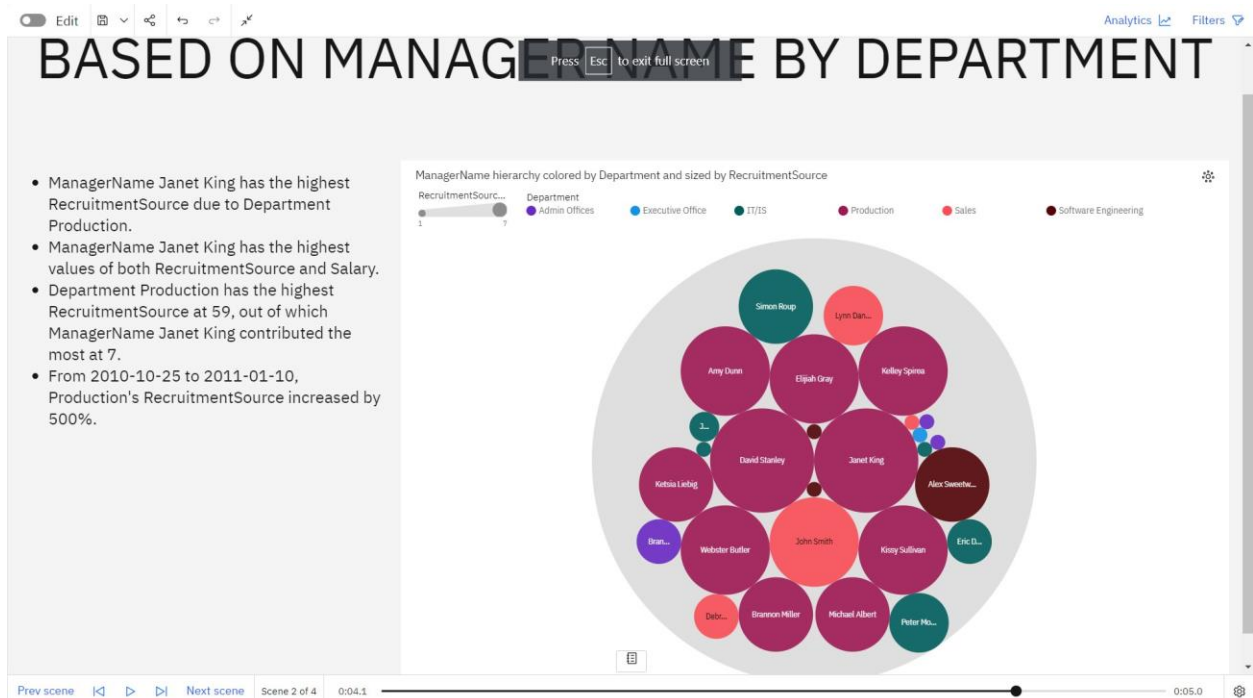 Edit
Analytics
Filters
BASED ON MANAGER NAME BY DEPARTMENT
Press Esc to exit full screen
• ManagerName Janet King has the highest
RecruitmentSource due to Department
Production.
• ManagerName Janet King has the highest
values of both RecruitmentSource and Salary.
• Department Production has the highest
RecruitmentSource at 59, out of which
ManagerName Janet King contributed the
most at 7.
• From 2010-10-25 to 2011-01-10,
Production's RecruitmentSource increased by
500%.
ManagerName hierarchy colored by Department and sized by RecruitmentSource
RecruitmentSourc...
1 7
Department
Admin Offices
Executive Office
IT/IS
Production
Sales
Software Engineering
Simon Roup
Lynn Dan...
Amy Dunn
Elijiah Gray
Kelley Spirea
J...
David Stanley
Janet King
Ketsia Liebig
Alex Sweetw...
Bran...
Webster Butler
John Smith
Kissy Sullivan
Eric D...
Debr...
Brannon Miller
Michael Albert
Peter Mo...
Prev scene
Next scene
Scene 2 of 4
0:04.1
0:05.0